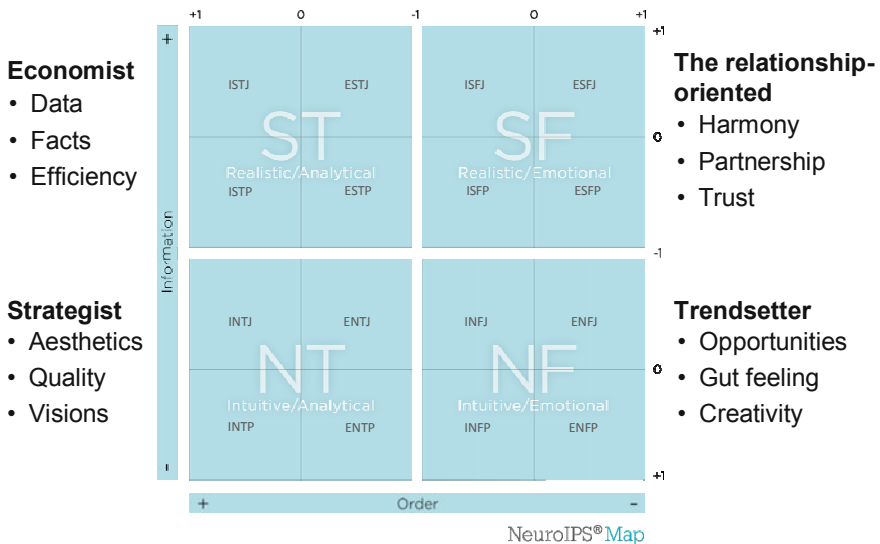 +1 0 -1 0 +1
+1
+
Economist
• Data
• Facts
• Efficiency
ISTJ ESTJ
ST
Realistic/Analytical
ISTP ESTP
ISFJ ESFJ
SF
Realistic/Emotional
ISFP ESFP
The relationship-
oriented
• Harmony
• Partnership
• Trust
0
-1
Information
Strategist
• Aesthetics
• Quality
• Visions
INTJ ENTJ
NT
Intuitive/Analytical
INTP ENTP
INFJ ENFJ
NF
Intuitive/Emotional
INFP ENFP
Trendsetter
• Opportunities
• Gut feeling
• Creativity
0
+1
=
+ Order -
NeuroIPS® Map